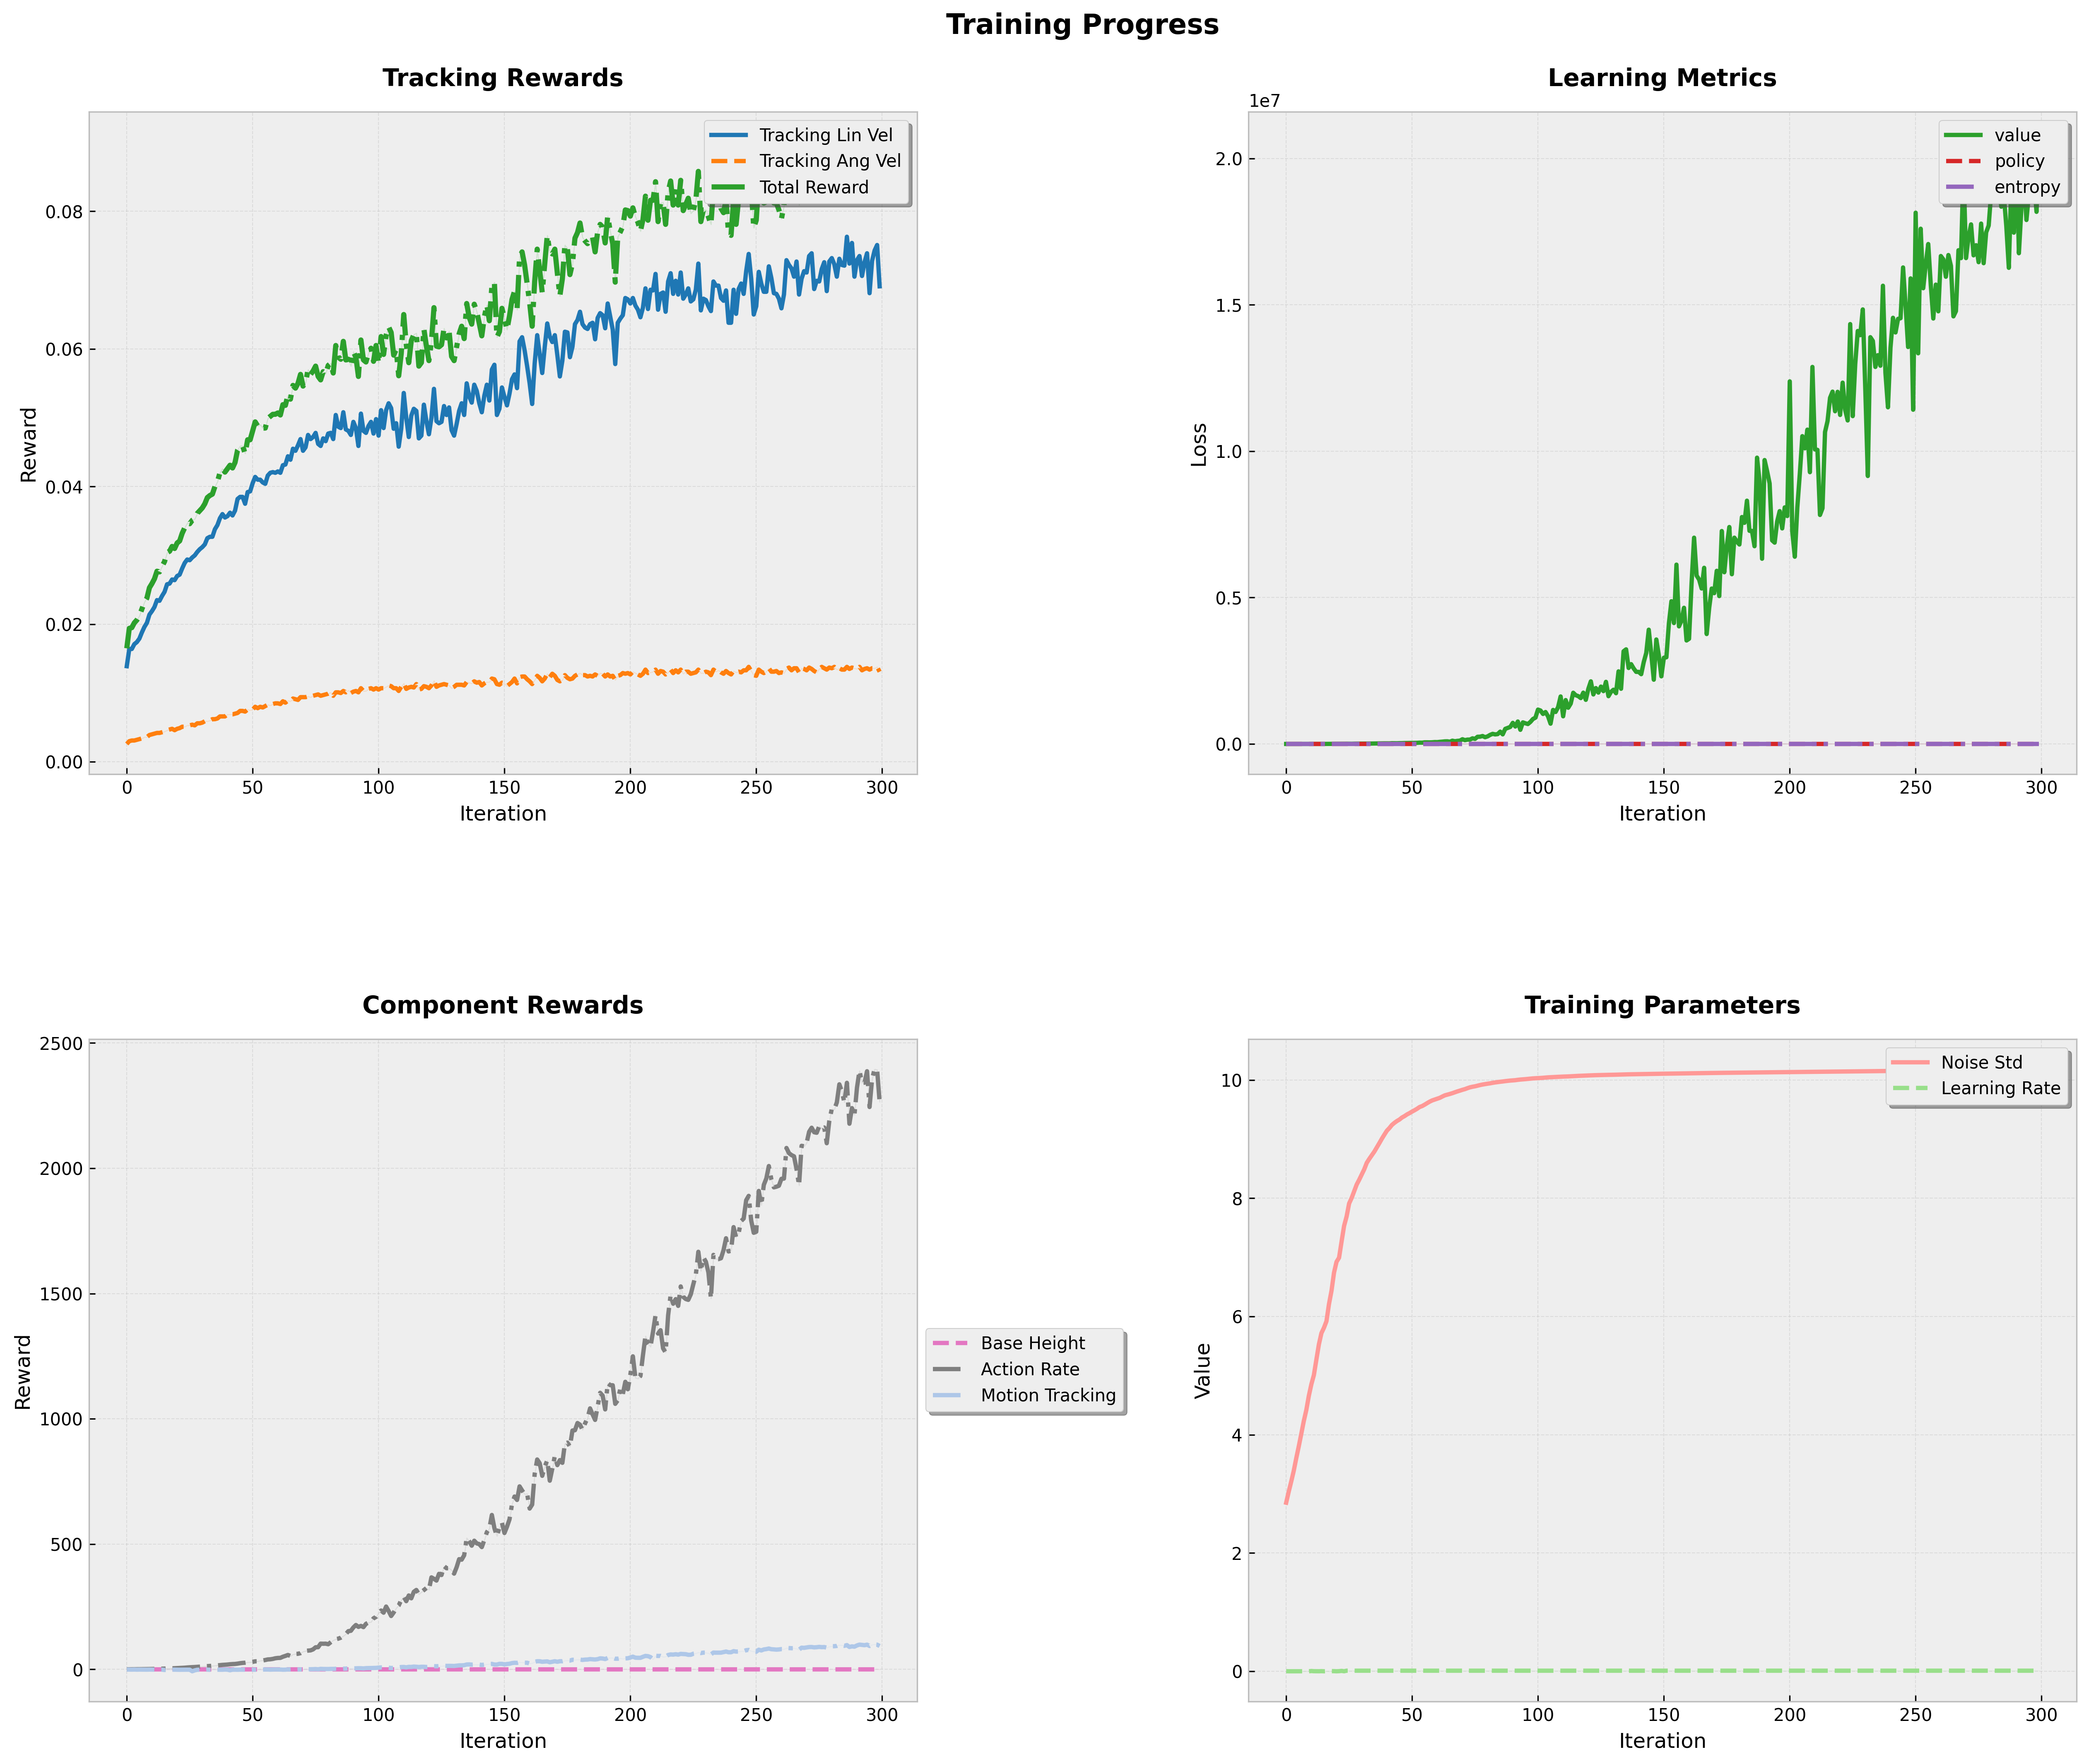 Training Progress
Tracking Rewards
Reward
0.08
0.06
0.04
0.02
0.00
0 50 100 150 200 250 300
Iteration
Tracking Lin Vel
Tracking Ang Vel
Total Reward
Learning Metrics
1e7
Loss
2.0
1.5
1.0
0.5
0.0
0 50 100 150 200 250 300
Iteration
value
policy
entropy
Component Rewards
Reward
2500
2000
1500
1000
500
0
0 50 100 150 200 250 300
Iteration
Base Height
Action Rate
Motion Tracking
Training Parameters
Value
10
8
6
4
2
0
0 50 100 150 200 250 300
Iteration
Noise Std
Learning Rate